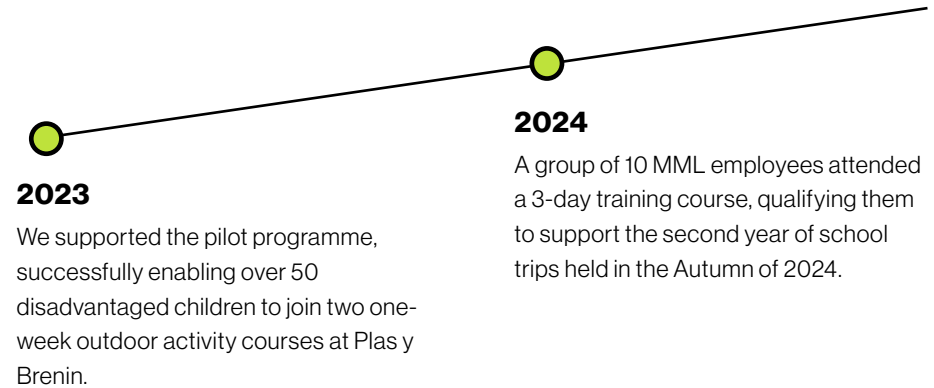 2023
We supported the pilot programme,
successfully enabling over 50
disadvantaged children to join two one-
week outdoor activity courses at Plas y
Brenin.
2024
A group of 10 MML employees attended
a 3-day training course, qualifying them
to support the second year of school
trips held in the Autumn of 2024.